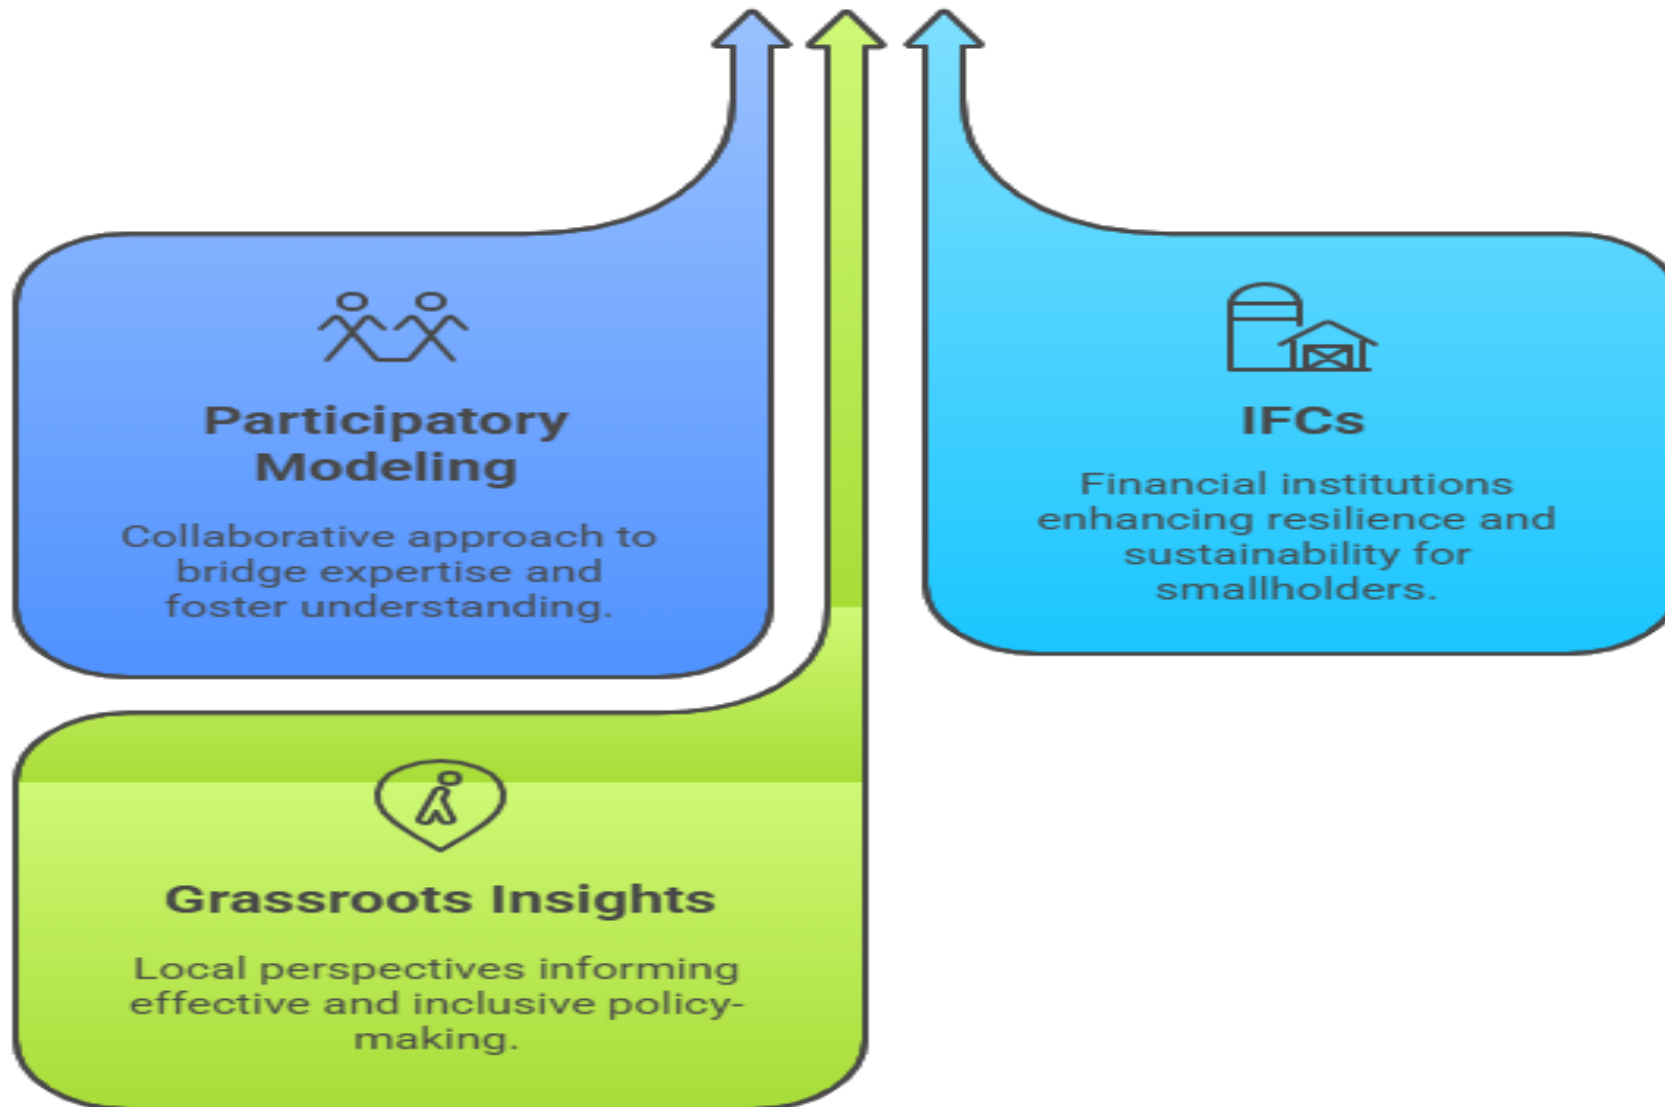 Participatory
Modeling
Collaborative approach to
bridge expertise and
foster understanding.
IFCs
Financial institutions
enhancing resilience and
sustainability for
smallholders.
Grassroots Insights
Local perspectives informing
effective and inclusive policy-
making.